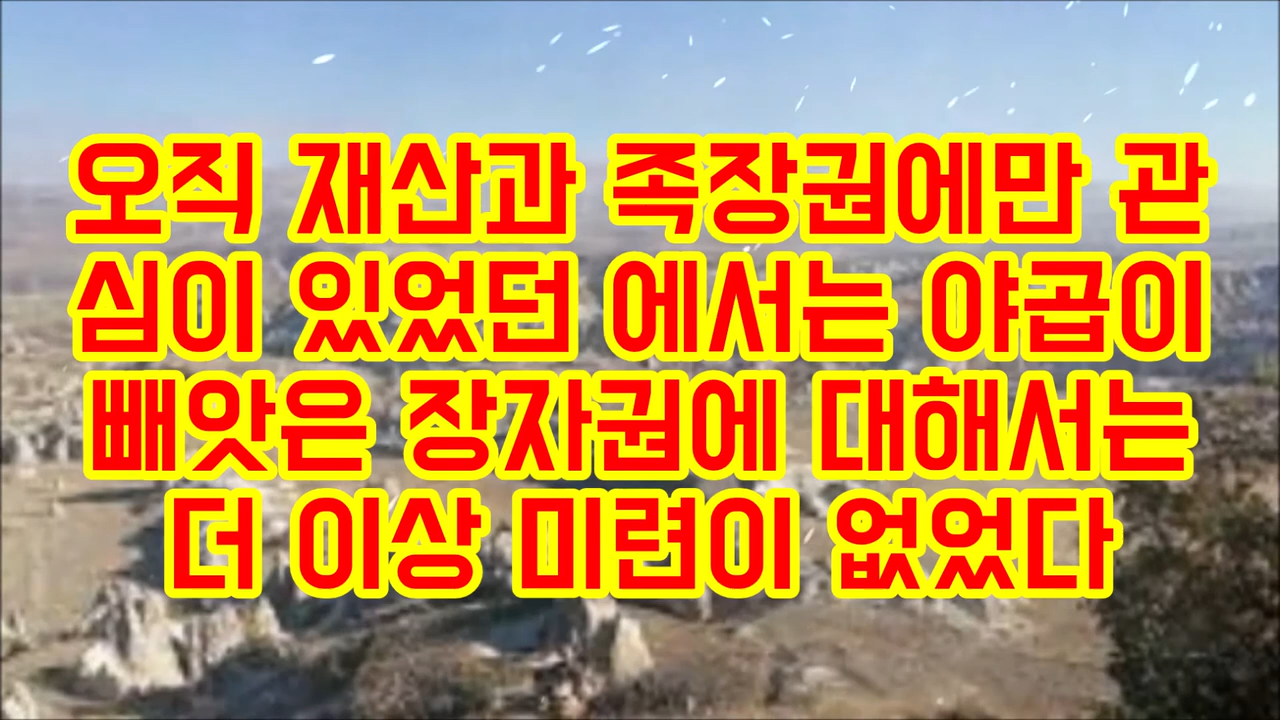 오직 재산과 족장권에만 관
심이 있었던 에서는 야곱이
빼앗은 장자권에 대해서는
더 이상 미련이 없었다